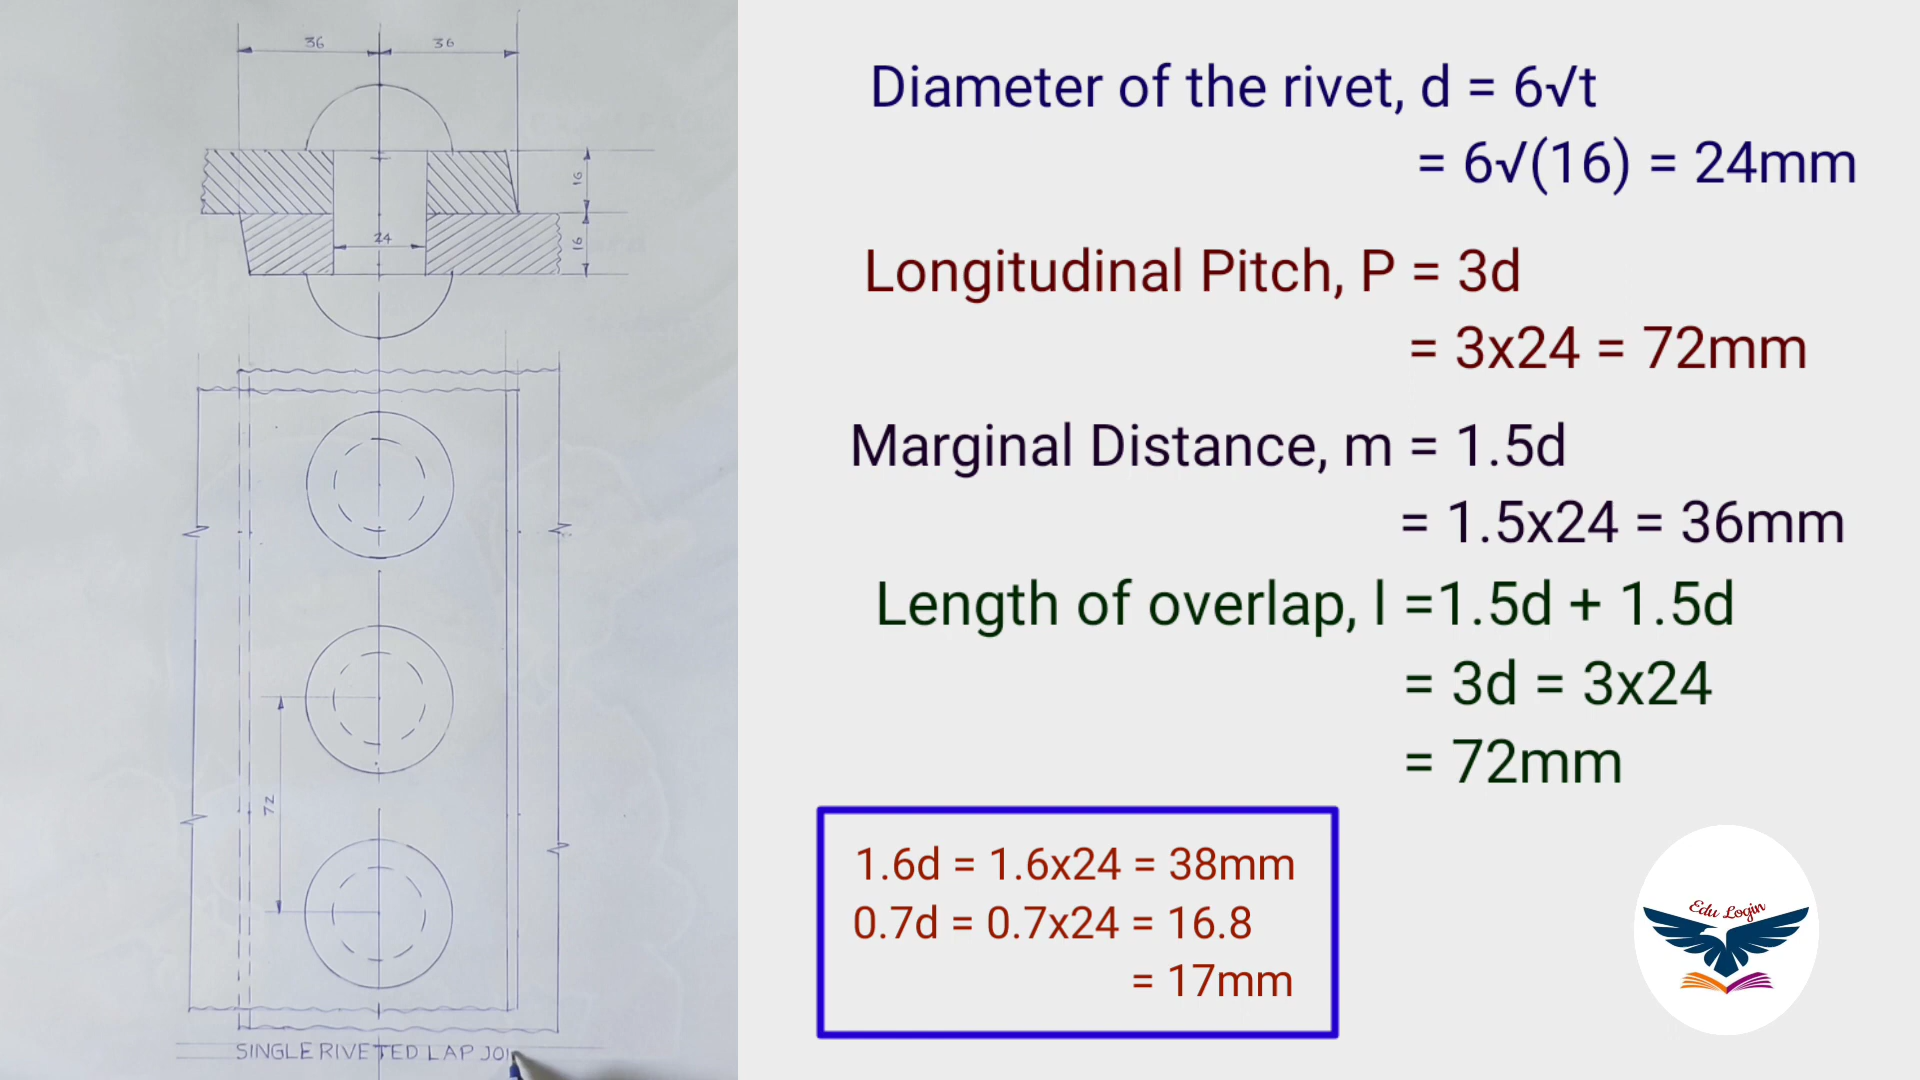 36
36
16
16
24
72
SINGLE RIVETED LAP JOI
Diameter of the rivet, d = 6√t
= 6√(16) = 24mm
Longitudinal Pitch, P = 3d
= 3x24 = 72mm
Marginal Distance, m = 1.5d
= 1.5x24 = 36mm
Length of overlap, l =1.5d + 1.5d
= 3d = 3x24
= 72mm
1.6d = 1.6x24 = 38mm
0.7d = 0.7x24 = 16.8
= 17mm
Edu Login